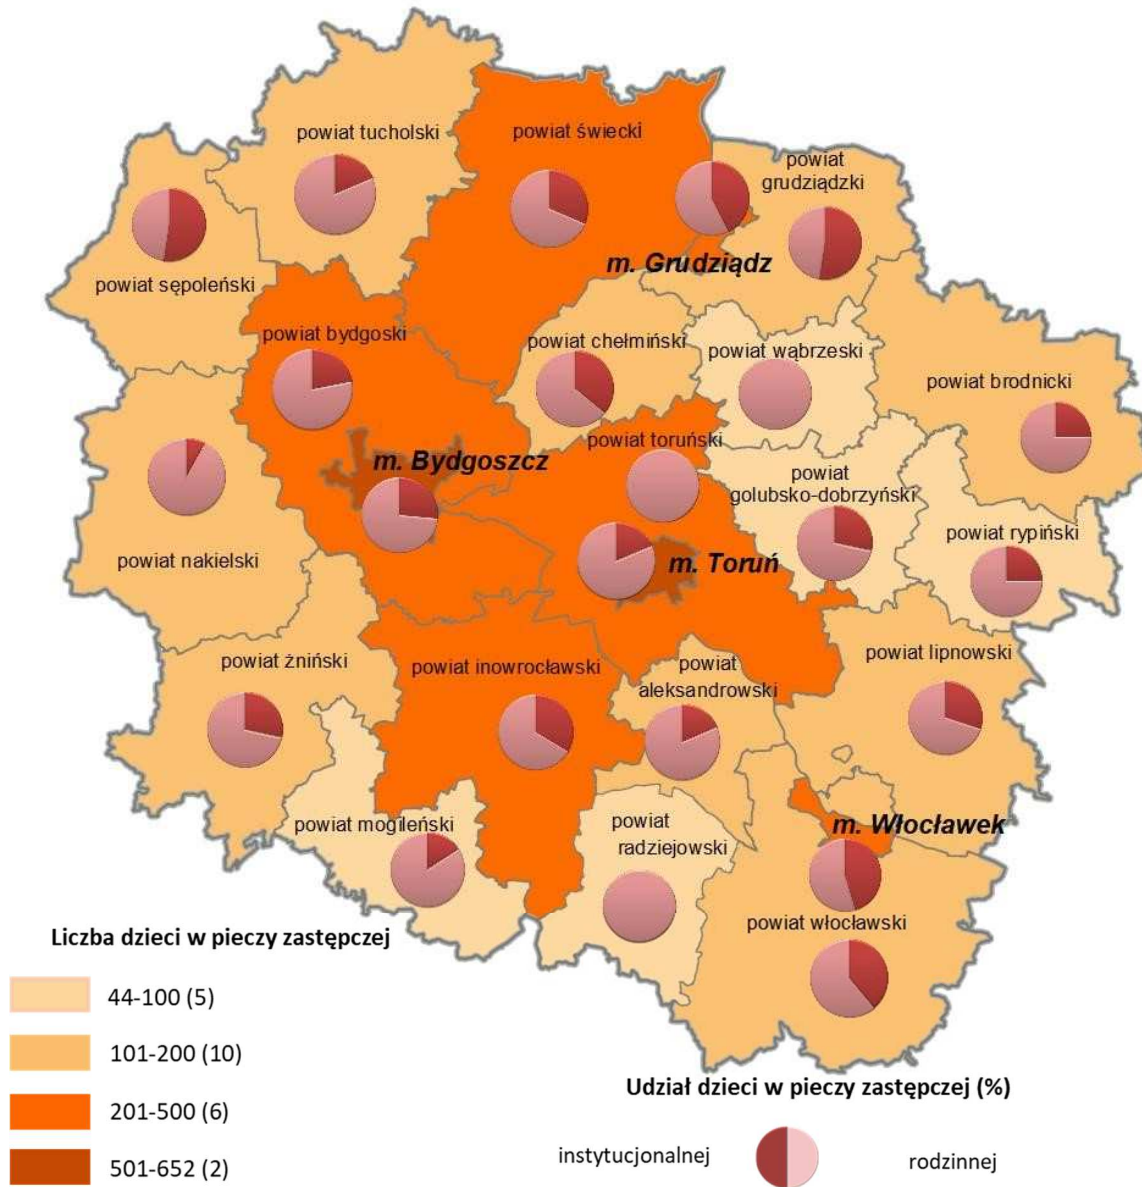 powiat tucholski
powiat świecki
powiat
grudziądzki
m. Grudziądz
powiat sępoleński
powiat bydgoski
powiat chełmiński
powiat wąbrzeski
powiat brodnicki
powiat toruński
m. Bydgoszcz
powiat
golubsko-dobrzyński
powiat rypiński
powiat nakielski
m. Toruń
powiat żniński
powiat inowrocławski
powiat
aleksandrowski
powiat lipnowski
powiat mogileński
powiat
radziejowski
m. Włocławek
powiat włocławski
Liczba dzieci w pieczy zastępczej
44-100 (5)
101-200 (10)
201-500 (6)
501-652 (2)
Udział dzieci w pieczy zastępczej (%)
instytucjonalnej
rodzinnej